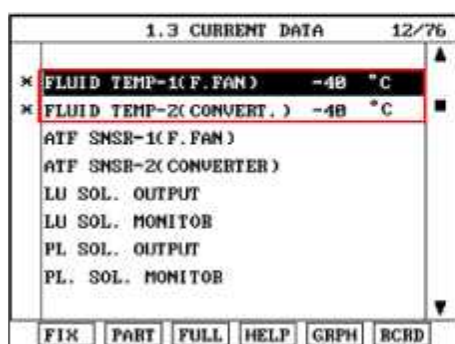 1.3 CURRENT DATA 12/76
* FLUID TEMP-1(F.FAN) -40 °C
* FLUID TEMP-2(CONVERT.) -40 °C
ATF SNSR-1(F.FAN)
ATF SNSR-2(CONVERTER)
LU SOL. OUTPUT
LU SOL. MONITOR
PL SOL. OUTPUT
PL. SOL. MONITOR
FIX PART FULL HELP GRPH RCRD